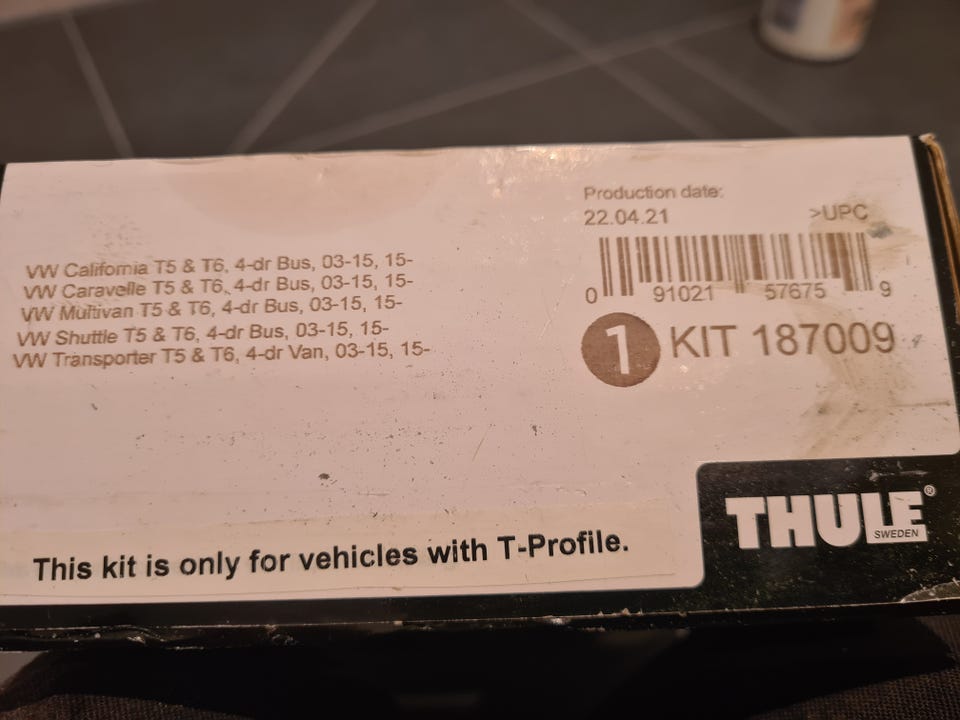 VW California T5 & T6, 4-dr Bus, 03-15, 15-
VW Caravelle T5 & T6, 4-dr Bus, 03-15, 15-
VW Multivan T5 & T6, 4-dr Bus, 03-15, 15-
VW Shuttle T5 & T6, 4-dr Bus, 03-15, 15-
VW Transporter T5 & T6, 4-dr Van, 03-15, 15-
Production date:
22.04.21
>UPC
0 91021 57675 9
1 KIT 187009
THULE®
SWEDEN
This kit is only for vehicles with T-Profile.